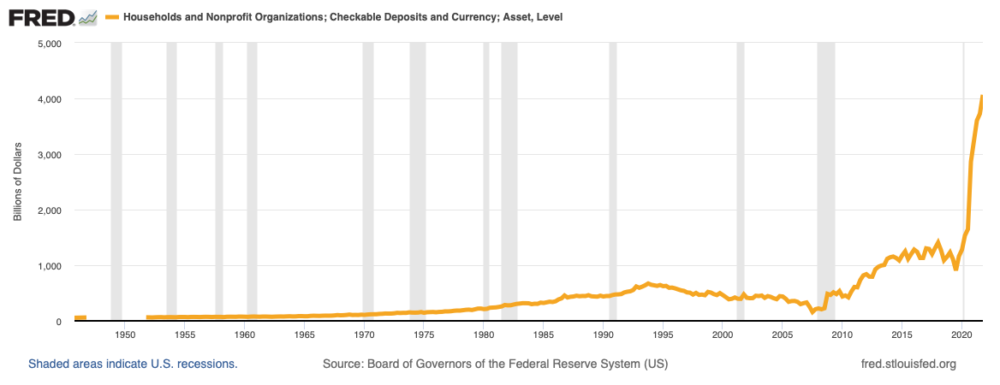 FRED Households and Nonprofit Organizations; Checkable Deposits and Currency; Asset, Level
5,000
4,000
3,000
2,000
1,000
0
Billions of Dollars
1950 1955 1960 1965 1970 1975 1980 1985 1990 1995 2000 2005 2010 2015 2020
Shaded areas indicate U.S. recessions. Source: Board of Governors of the Federal Reserve System (US) fred.stlouisfed.org